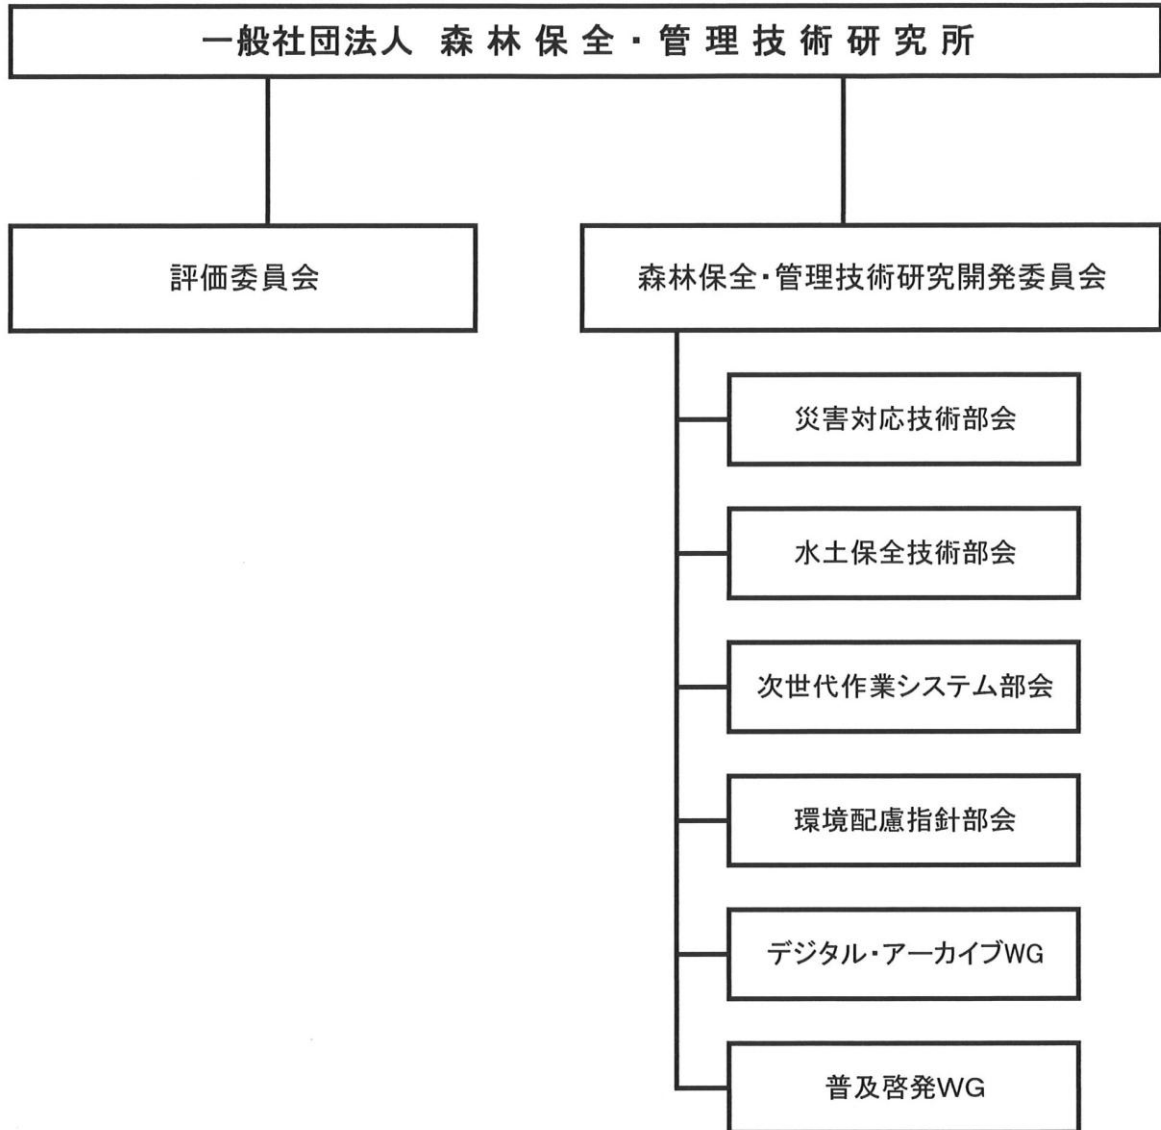 一般社団法人 森林保全・管理技術研究所
評価委員会
森林保全・管理技術研究開発委員会
災害対応技術部会
水土保全技術部会
次世代作業システム部会
環境配慮指針部会
デジタル・アーカイブWG
普及啓発WG